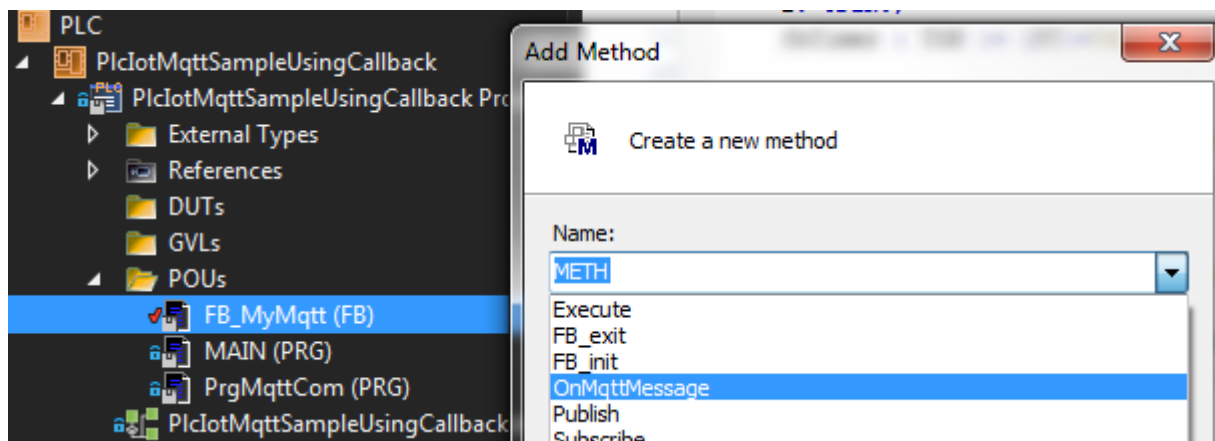 PLC
PlcIotMqttSampleUsingCallback
PlcIotMqttSampleUsingCallback Pro
External Types
References
DUTs
GVLs
POUs
FB_MyMqtt (FB)
MAIN (PRG)
PrgMqttCom (PRG)
PlcIotMqttSampleUsingCallback
Add Method
Create a new method
Name:
METH
Execute
FB_exit
FB_init
OnMqttMessage
Publish
Subscribe